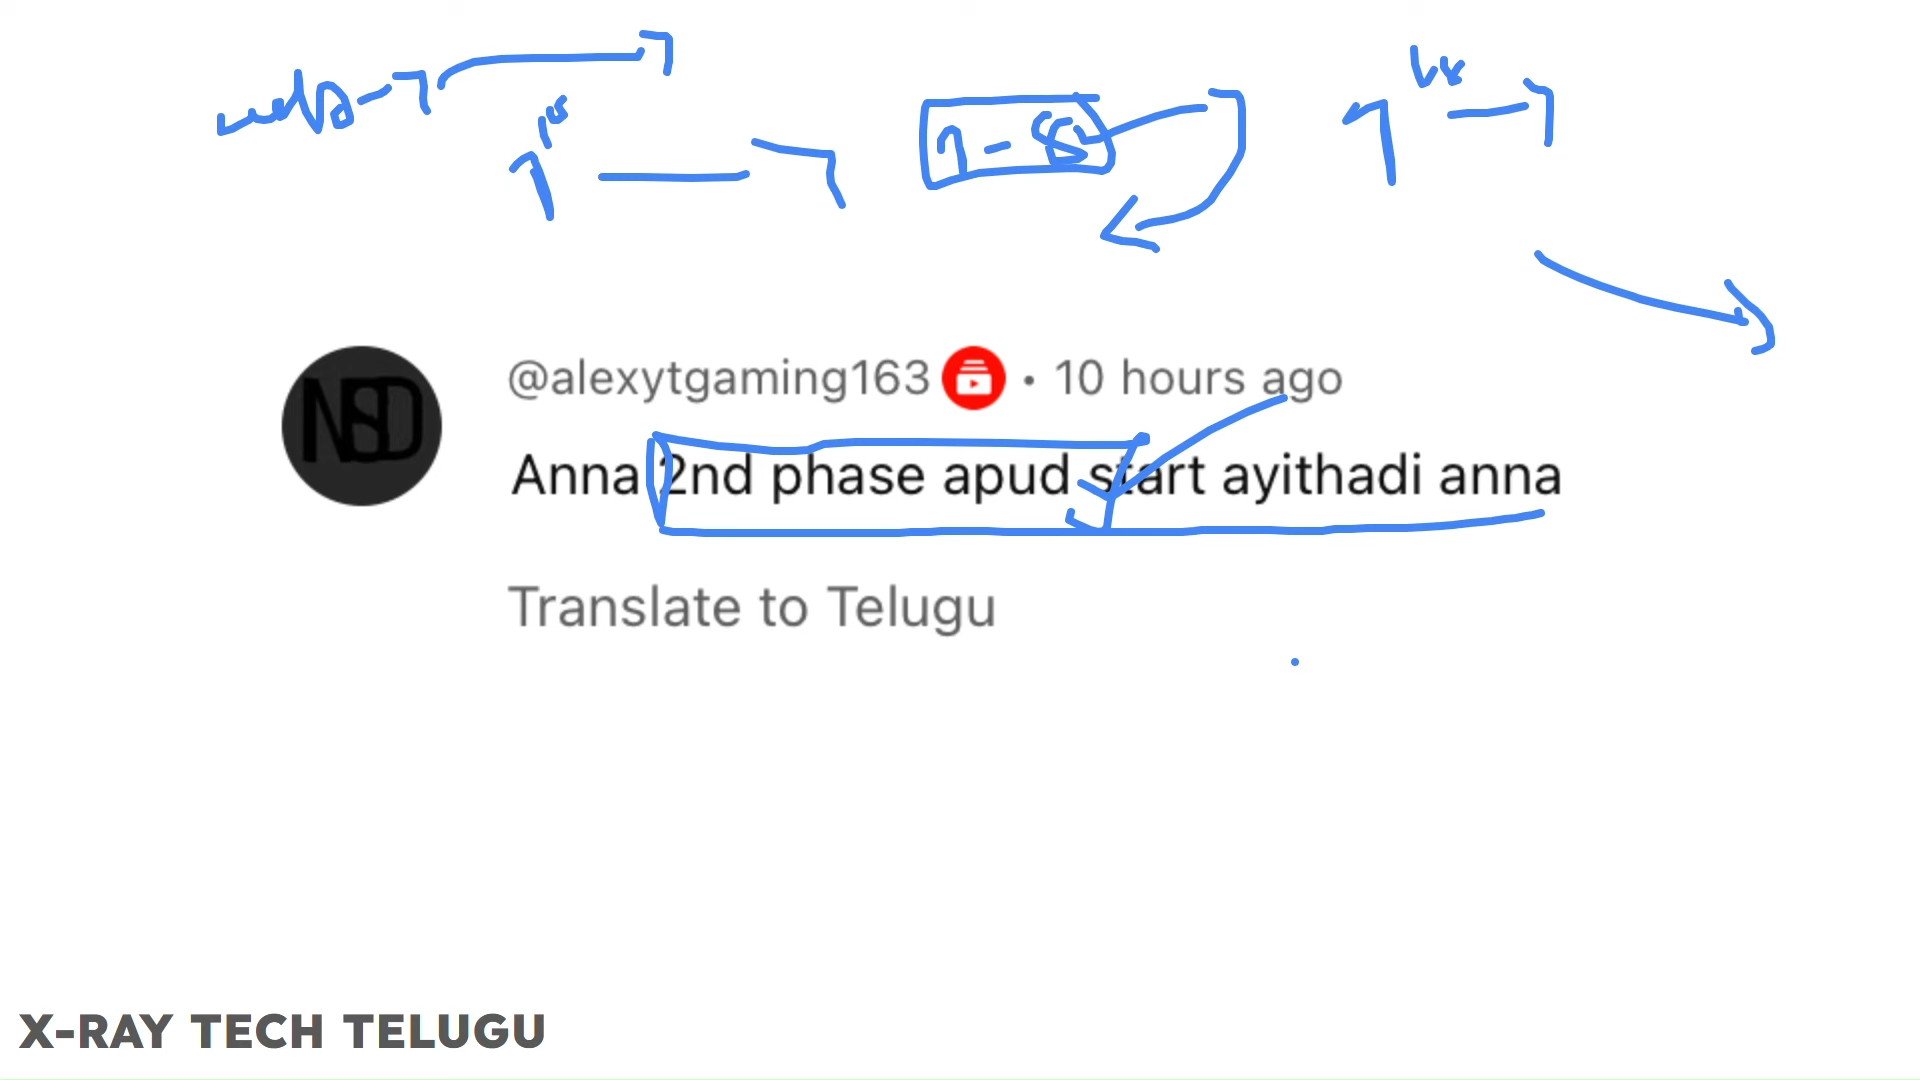 @alexytgaming163 • 10 hours ago
Anna 2nd phase apud start ayithadi anna
Translate to Telugu
X-RAY TECH TELUGU